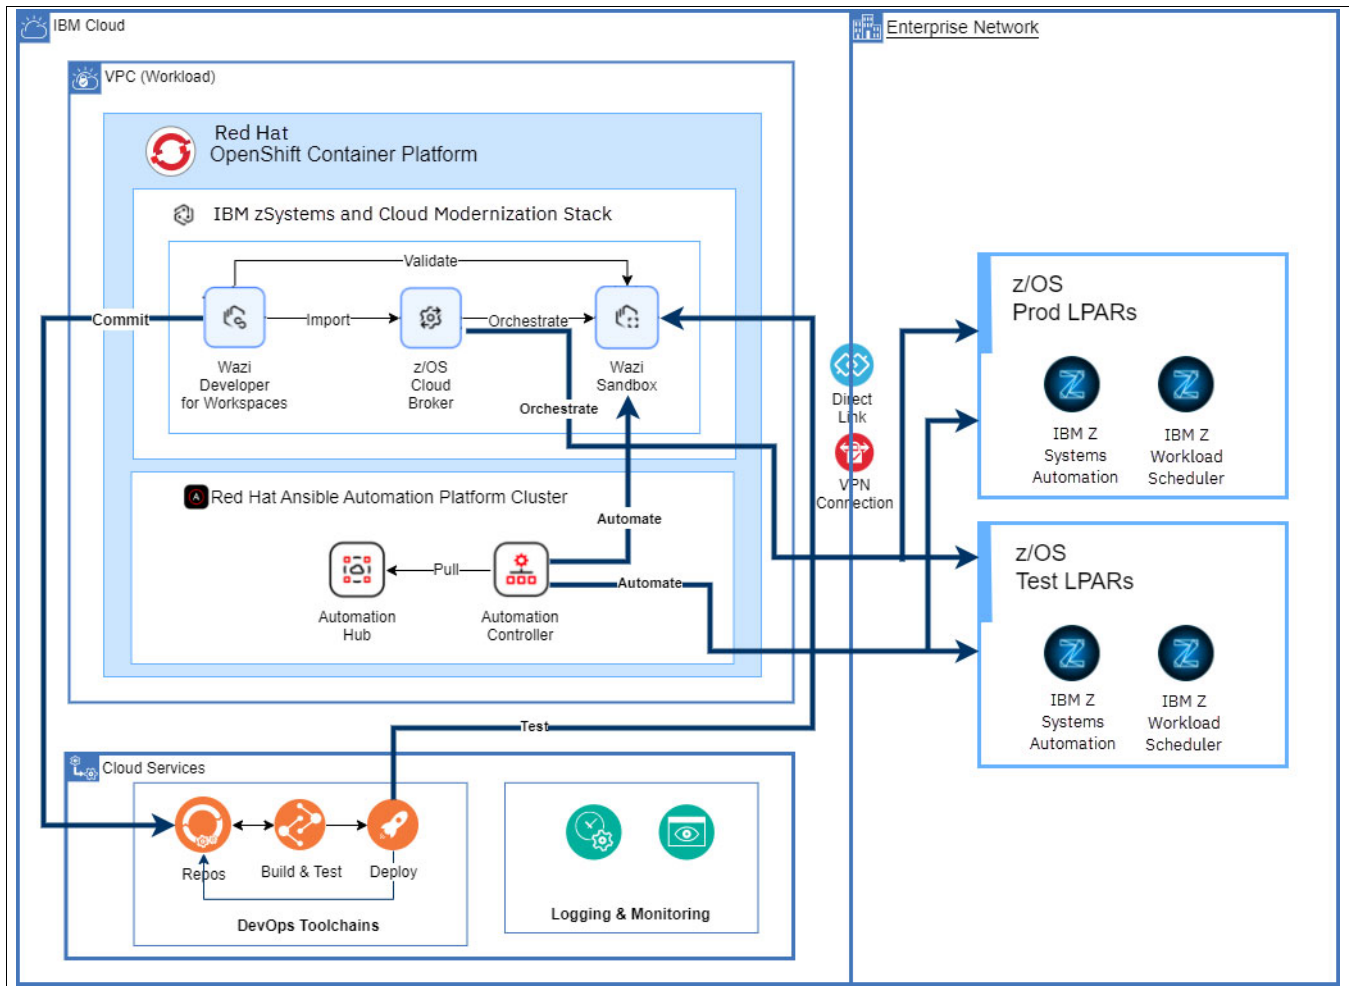 IBM Cloud
Enterprise Network
VPC (Workload)
Red Hat
OpenShift Container Platform
IBM zSystems and Cloud Modernization Stack
Validate
Commit
Import
Orchestrate
Wazi
Developer
for Workspaces
z/OS
Cloud
Broker
Wazi
Sandbox
Orchestrate
Direct
Link
VPN
Connection
z/OS
Prod LPARs
IBM Z
Systems
Automation
IBM Z
Workload
Scheduler
Red Hat Ansible Automation Platform Cluster
Automate
Pull
Automate
Automation
Hub
Automation
Controller
z/OS
Test LPARs
IBM Z
Systems
Automation
IBM Z
Workload
Scheduler
Test
Cloud Services
Repos
Build & Test
Deploy
DevOps Toolchains
Logging & Monitoring